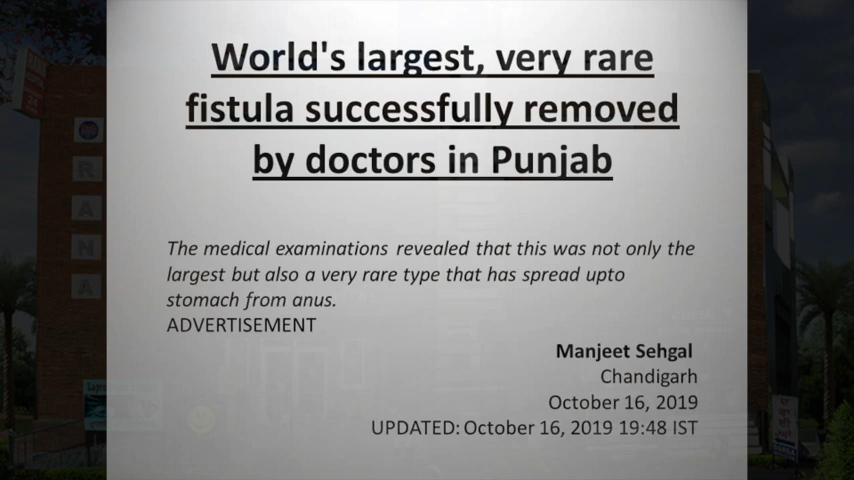 World's largest, very rare
fistula successfully removed
by doctors in Punjab
The medical examinations revealed that this was not only the
largest but also a very rare type that has spread upto
stomach from anus.
ADVERTISEMENT
Manjeet Sehgal
Chandigarh
October 16, 2019
UPDATED: October 16, 2019 19:48 IST
R
A
N
A